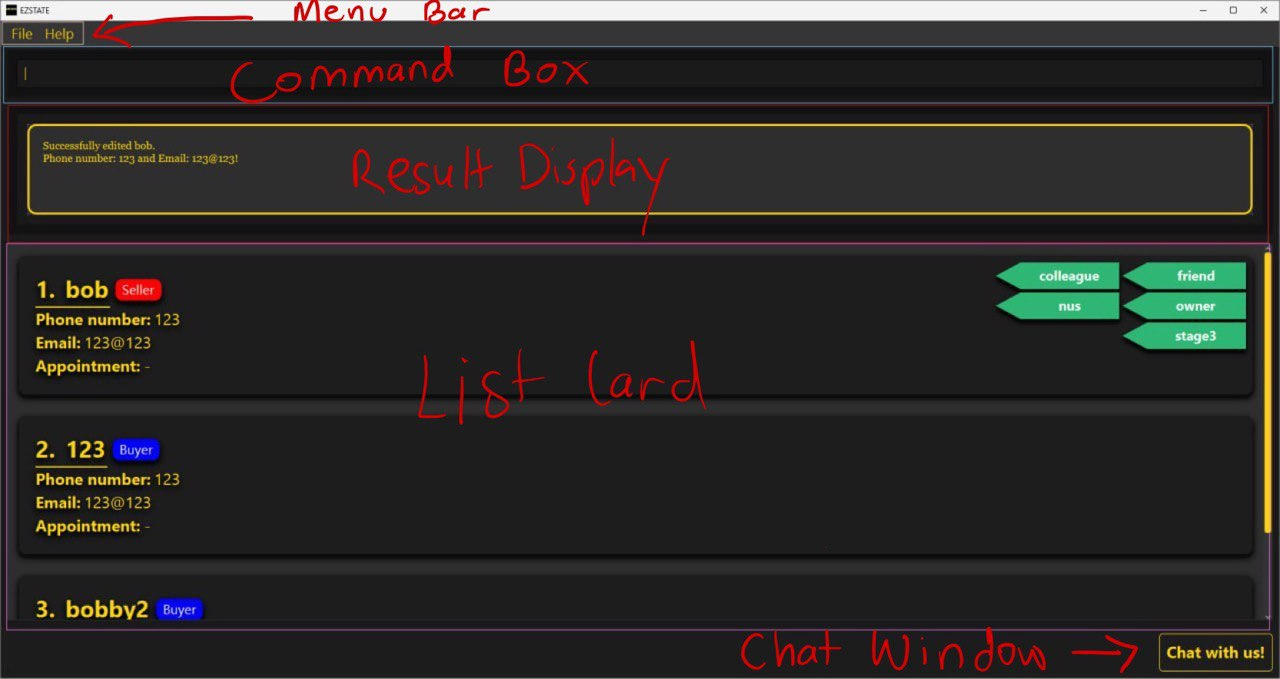 EZSTATE
Menu Bar
File Help
Command Box
Successfully edited bob.
Phone number: 123 and Email: 123@123!
Result Display
1. bob Seller
colleague friend
nus owner
stage3
Phone number: 123
Email: 123@123
Appointment: -
List Card
2. 123 Buyer
Phone number: 123
Email: 123@123
Appointment: -
3. bobby2 Buyer
Chat Window
Chat with us!